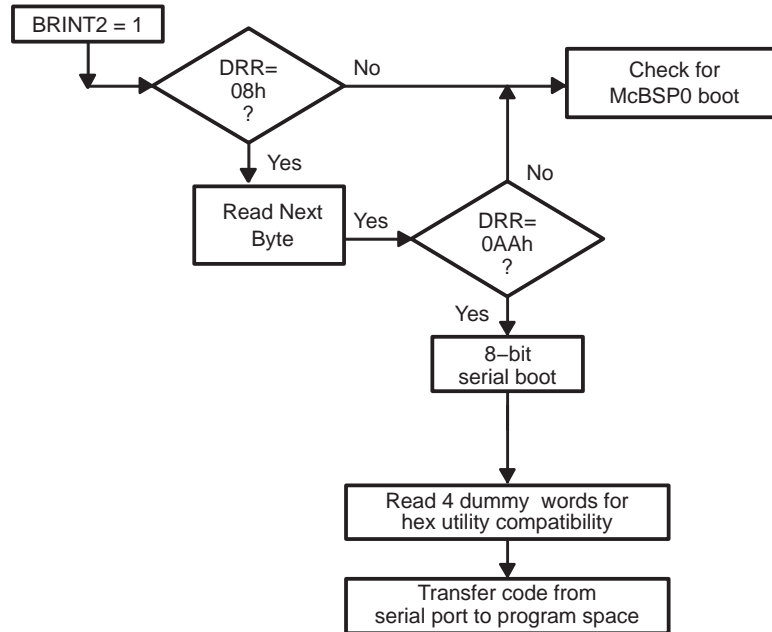 BRINT2 = 1
DRR=
08h
?
No
Check for
McBSP0 boot
Yes
No
Read Next
Byte
Yes
DRR=
0AAh
?
Yes
8–bit
serial boot
Read 4 dummy words for
hex utility compatibility
Transfer code from
serial port to program space